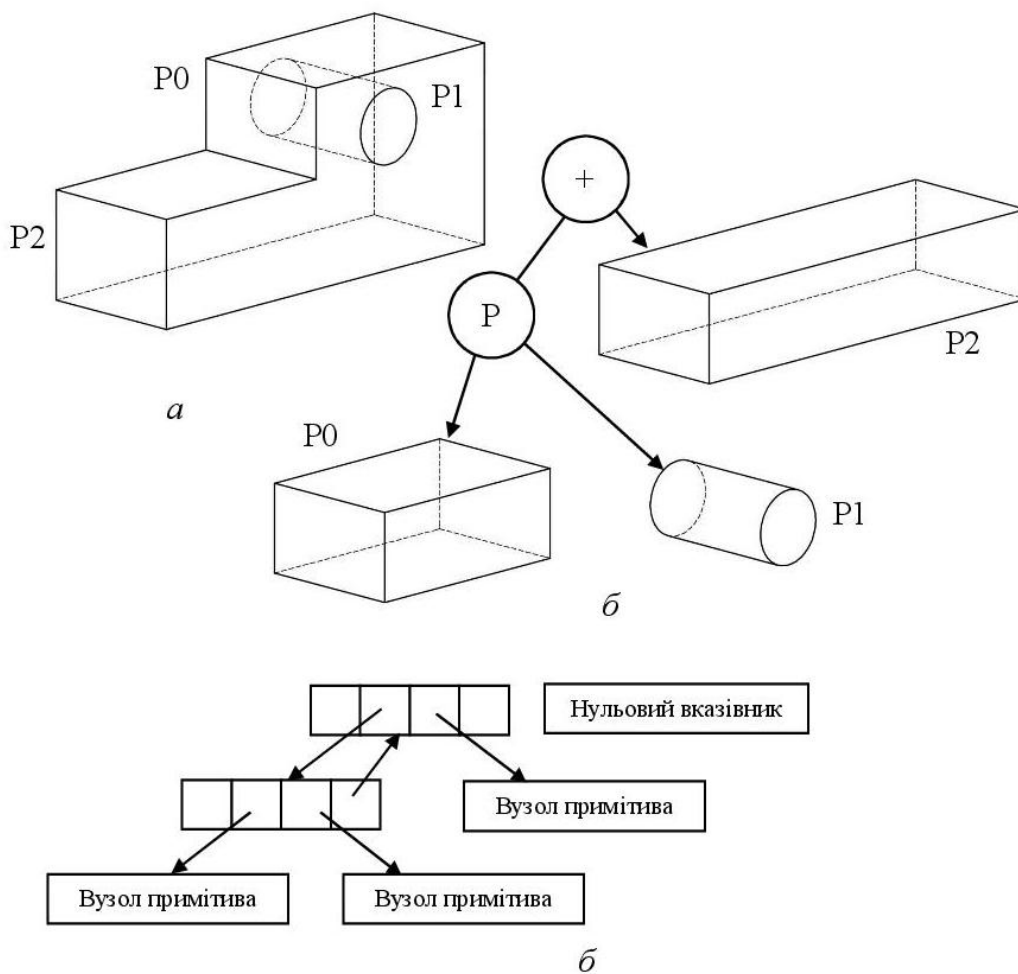 P0
P1
P2
а
+
P
P2
P0
P1
б
Нульовий вказівник
Вузол примітива
Вузол примітива
Вузол примітива
б